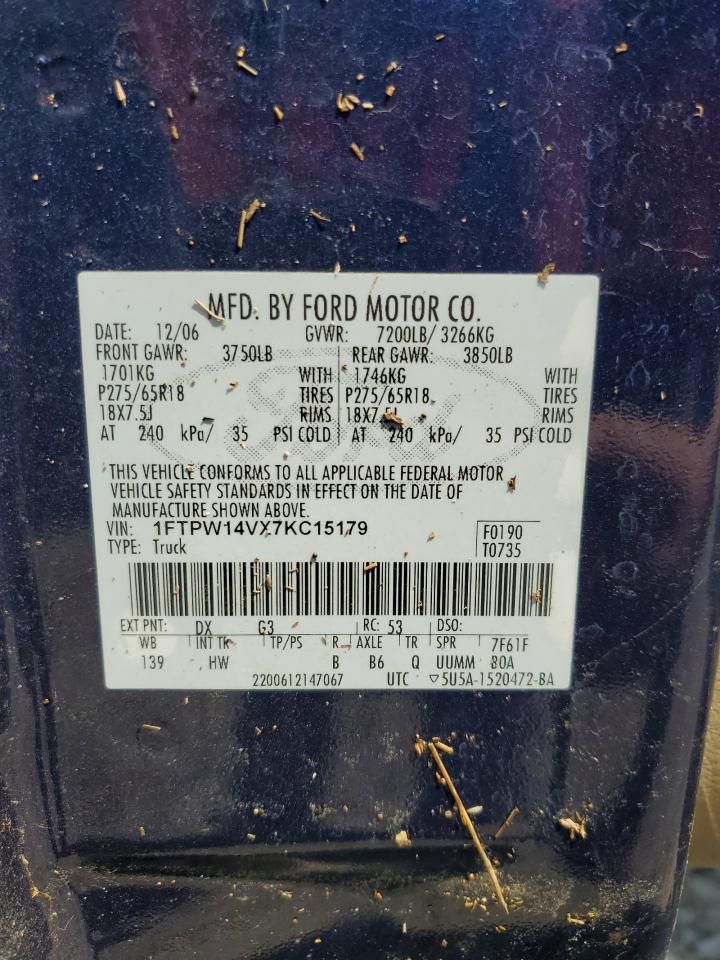 MFD. BY FORD MOTOR CO.
DATE: 12/06 GVWR: 7200LB/ 3266KG
FRONT GAWR: 3750LB REAR GAWR: 3850LB
1701KG WITH 1746KG WITH
P275/65R18 TIRES P275/65R18 TIRES
18X7.5J RIMS 18X7.5J RIMS
AT 240 kPa/ 35 PSI COLD AT 240 kPa/ 35 PSI COLD
THIS VEHICLE CONFORMS TO ALL APPLICABLE FEDERAL MOTOR
VEHICLE SAFETY STANDARDS IN EFFECT ON THE DATE OF
MANUFACTURE SHOWN ABOVE.
VIN: 1FTPW14VX7KC15179 F0190
TYPE: Truck T0735
EXT PNT: DX G3 RC: 53 DSO:
WB INT TK TP/PS R AXLE TR SPR 7F61F
139 HW B B6 Q UUMM 80A
2200612147067 UTC ▽5U5A-1520472-BA